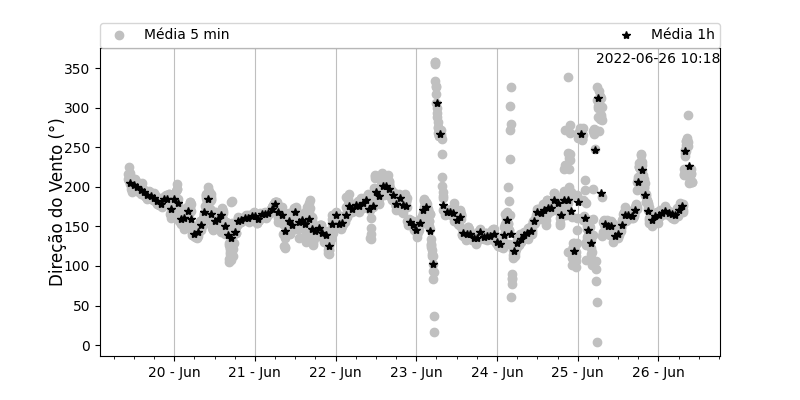 Média 5 min
Média 1h
2022-06-26 10:18
Direção do Vento (°)
350
300
250
200
150
100
50
0
20 - Jun
21 - Jun
22 - Jun
23 - Jun
24 - Jun
25 - Jun
26 - Jun